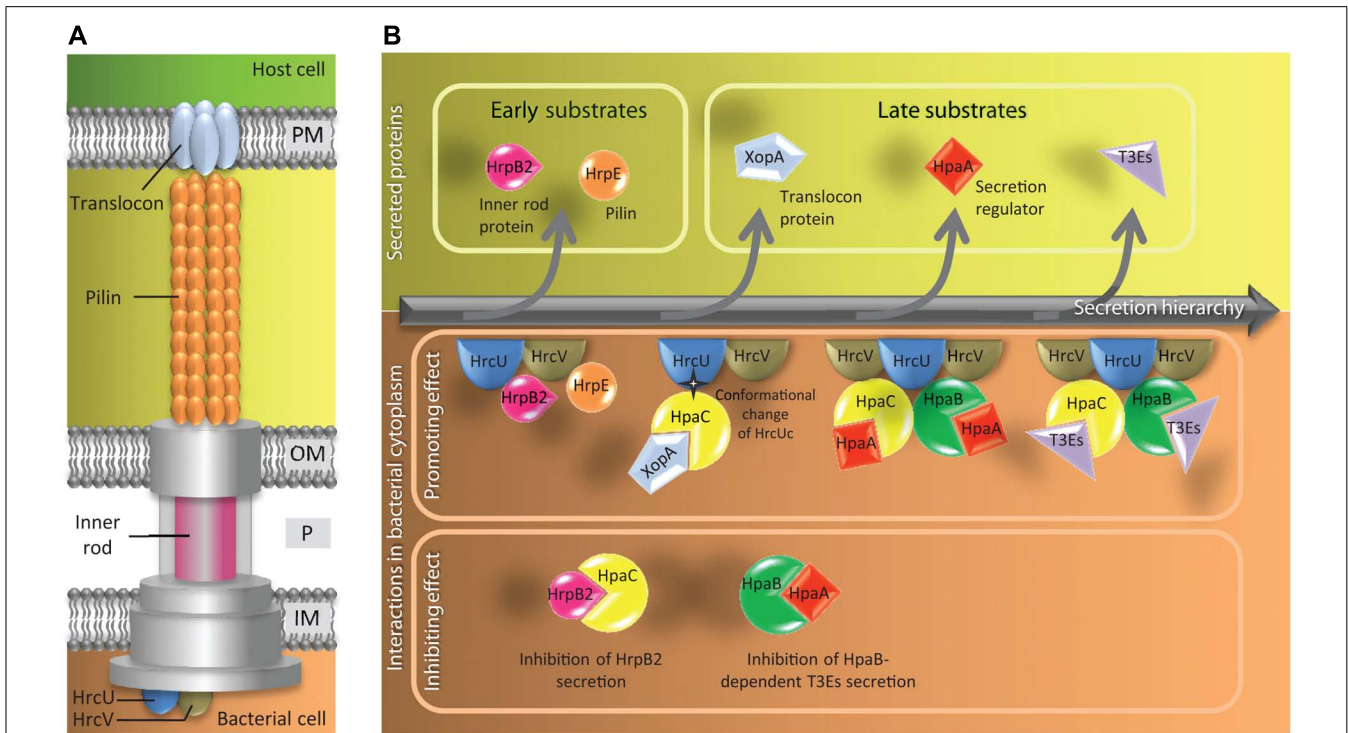 A
Host cell
PM
Translocon
Pilin
OM
Inner
rod
P
IM
HrcU
HrcV
Bacterial cell
B
Secreted proteins
Early substrates
HrpB2
HrpE
Inner rod
protein
Pilin
Late substrates
XopA
Translocon
protein
HpaA
Secretion
regulator
T3Es
Secretion hierarchy
Interactions in bacterial cytoplasm
Promoting effect
HrcU
HrcV
HrpB2
HrpE
HrcU
HrcV
Conformational
change
of HrcUc
HpaC
XopA
HrcV
HrcU
HrcV
HpaC
HpaB
HpaA
HpaA
HrcV
HrcU
HrcV
HpaC
HpaB
T3Es
T3Es
Inhibiting effect
HrpB2
HpaC
Inhibition of HrpB2
secretion
HpaB
HpaA
Inhibition of HpaB-
dependent T3Es secretion